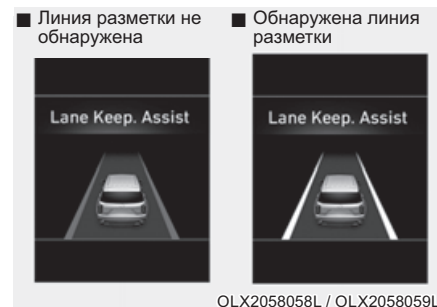 ■ Линия разметки не
обнаружена
■ Обнаружена линия
разметки
Lane Keep. Assist
Lane Keep. Assist
OLX2058058L / OLX2058059L